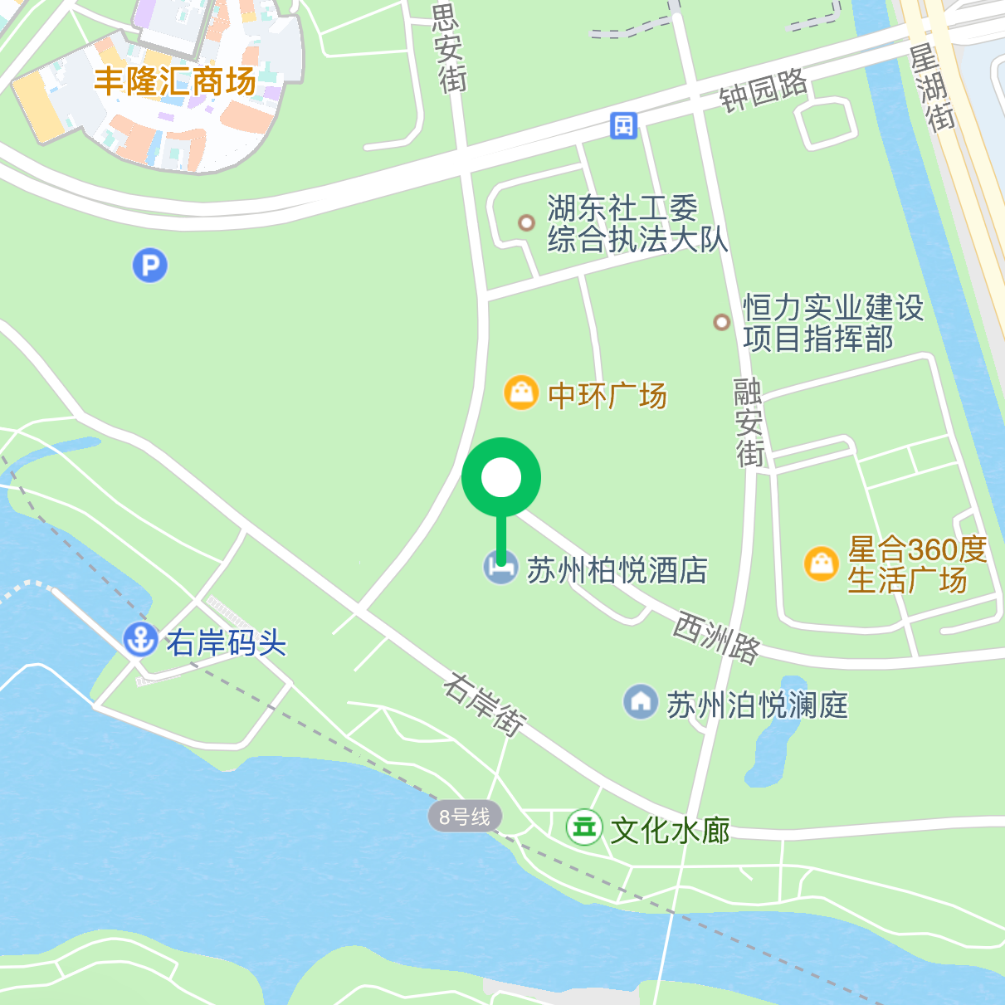 思安街
丰隆汇商场
钟园路
星湖街
湖东社工委
综合执法大队
P
恒力实业建设
项目指挥部
中环广场
融安街
星合360度
生活广场
苏州柏悦酒店
西洲路
右岸码头
右岸街
苏州泊悦澜庭
8号线
文化水廊